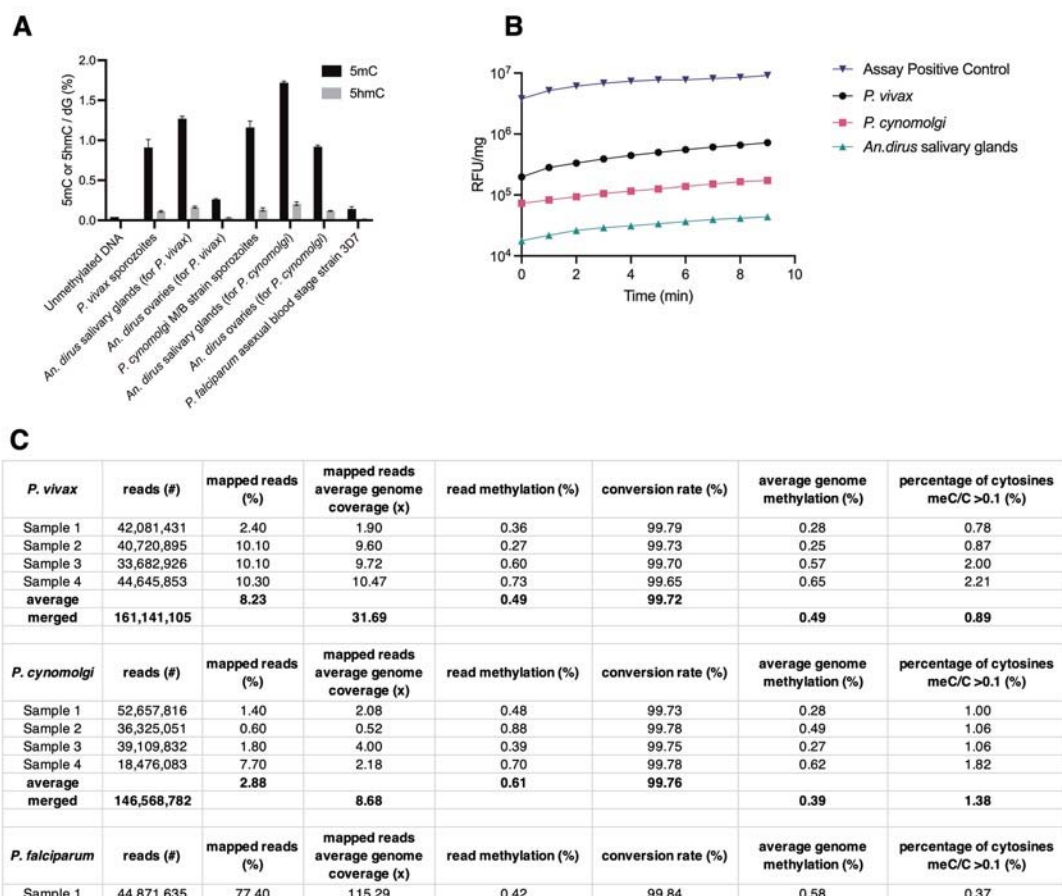 A
B
2.0
1.5
1.0
0.5
0.0
5mC or 5hmC / dG (%)
5mC
5hmC
Unmethylated DNA
P. vivax sporozoites
An. dirus salivary glands (for P. vivax)
An. dirus ovaries (for P. vivax)
P. cynomolgi M/B strain sporozoites
An. dirus salivary glands (for P. cynomolgi)
An. dirus ovaries (for P. cynomolgi)
P. falciparum asexual blood stage strain 3D7
10⁷
10⁶
10⁵
10⁴
RFU/mg
0 2 4 6 8 10
Time (min)
Assay Positive Control
P. vivax
P. cynomolgi
An.dirus salivary glands
C
P. vivax reads (#) mapped reads (%) mapped reads average genome coverage (x) read methylation (%) conversion rate (%) average genome methylation (%) percentage of cytosines meC/C >0.1 (%)
Sample 1 42,081,431 2.40 1.90 0.36 99.79 0.28 0.78
Sample 2 40,720,895 10.10 9.60 0.27 99.73 0.25 0.87
Sample 3 33,682,926 10.10 9.72 0.60 99.70 0.57 2.00
Sample 4 44,645,853 10.30 10.47 0.73 99.65 0.65 2.21
average 8.23 0.49 99.72
merged 161,141,105 31.69 0.49 0.89
P. cynomolgi reads (#) mapped reads (%) mapped reads average genome coverage (x) read methylation (%) conversion rate (%) average genome methylation (%) percentage of cytosines meC/C >0.1 (%)
Sample 1 52,657,816 1.40 2.08 0.48 99.73 0.28 1.00
Sample 2 36,325,051 0.60 0.52 0.88 99.78 0.49 1.06
Sample 3 39,109,832 1.80 4.00 0.39 99.75 0.27 1.06
Sample 4 18,476,083 7.70 2.18 0.70 99.78 0.62 1.82
average 2.88 0.61 99.76
merged 146,568,782 8.68 0.39 1.38
P. falciparum reads (#) mapped reads (%) mapped reads average genome coverage (x) read methylation (%) conversion rate (%) average genome methylation (%) percentage of cytosines meC/C >0.1 (%)
Sample 1 44,871,635 77.40 115.29 0.42 99.84 0.58 0.37